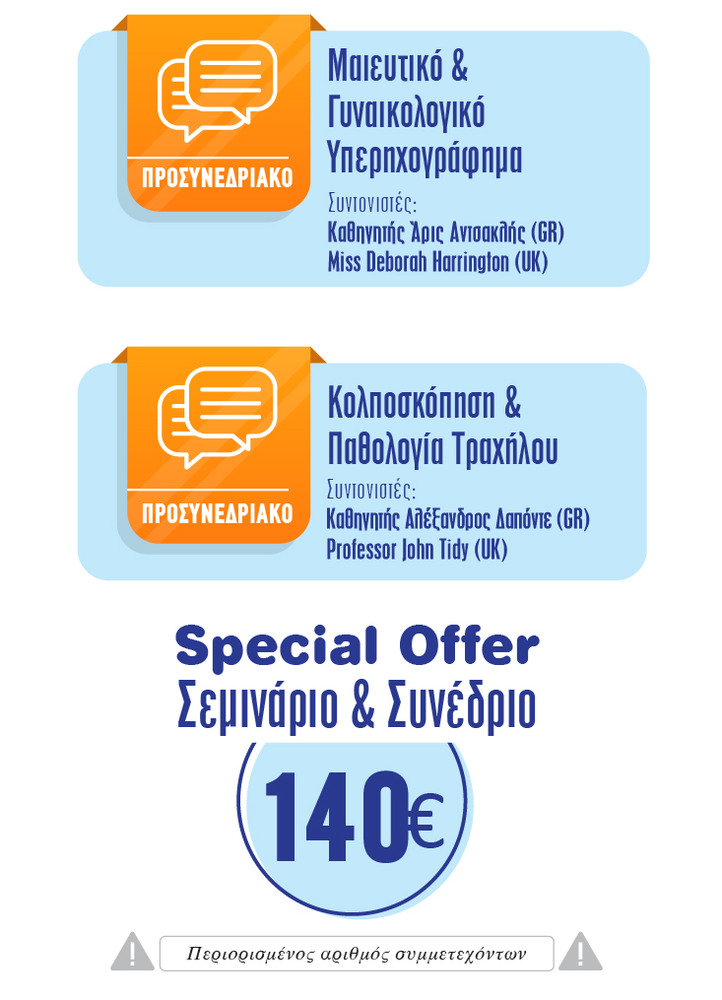 ΠΡΟΣΥΝΕΔΡΙΑΚΟ
Μαιευτικό &
Γυναικολογικό
Υπερηχογράφημα
Συντονιστές:
Καθηγητής Άρις Αντσακλής (GR)
Miss Deborah Harrington (UK)
ΠΡΟΣΥΝΕΔΡΙΑΚΟ
Κολποσκόπηση &
Παθολογία Τραχήλου
Συντονιστές:
Καθηγητής Αλέξανδρος Δαπόντε (GR)
Professor John Tidy (UK)
Special Offer
Σεμινάριο & Συνέδριο
140€
Περιορισμένος αριθμός συμμετεχόντων